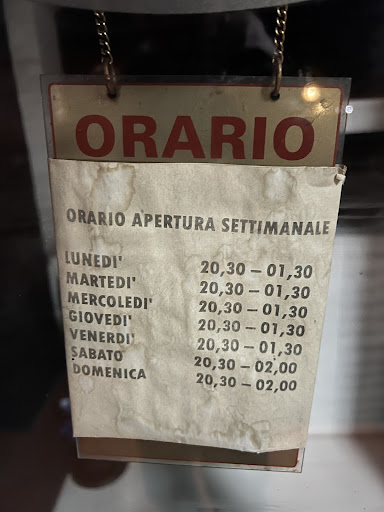 ORARIO
ORARIO APERTURA SETTIMANALE
LUNEDI' 20,30 – 01,30
MARTEDI' 20,30 – 01,30
MERCOLEDI' 20,30 – 01,30
GIOVEDI' 20,30 – 01,30
VENERDI' 20,30 – 01,30
SABATO 20,30 – 02,00
DOMENICA 20,30 – 02,00